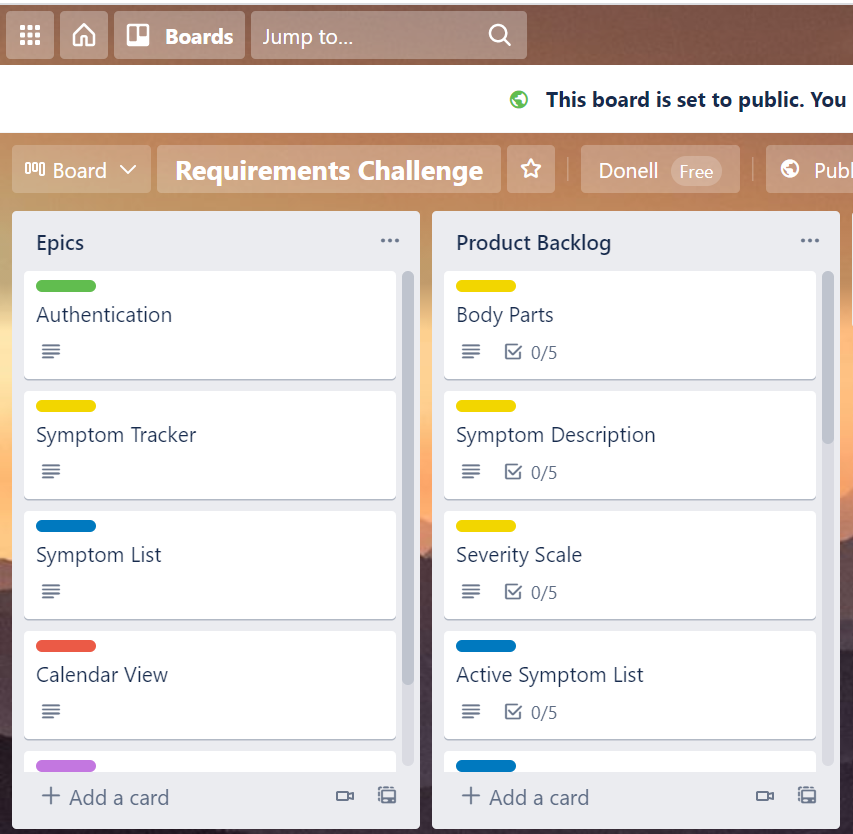 Boards
Jump to...
This board is set to public. You
Board
Requirements Challenge
Donell
Free
Epics
Authentication
Symptom Tracker
Symptom List
Calendar View
Add a card
Product Backlog
Body Parts
0/5
Symptom Description
0/5
Severity Scale
0/5
Active Symptom List
0/5
Add a card